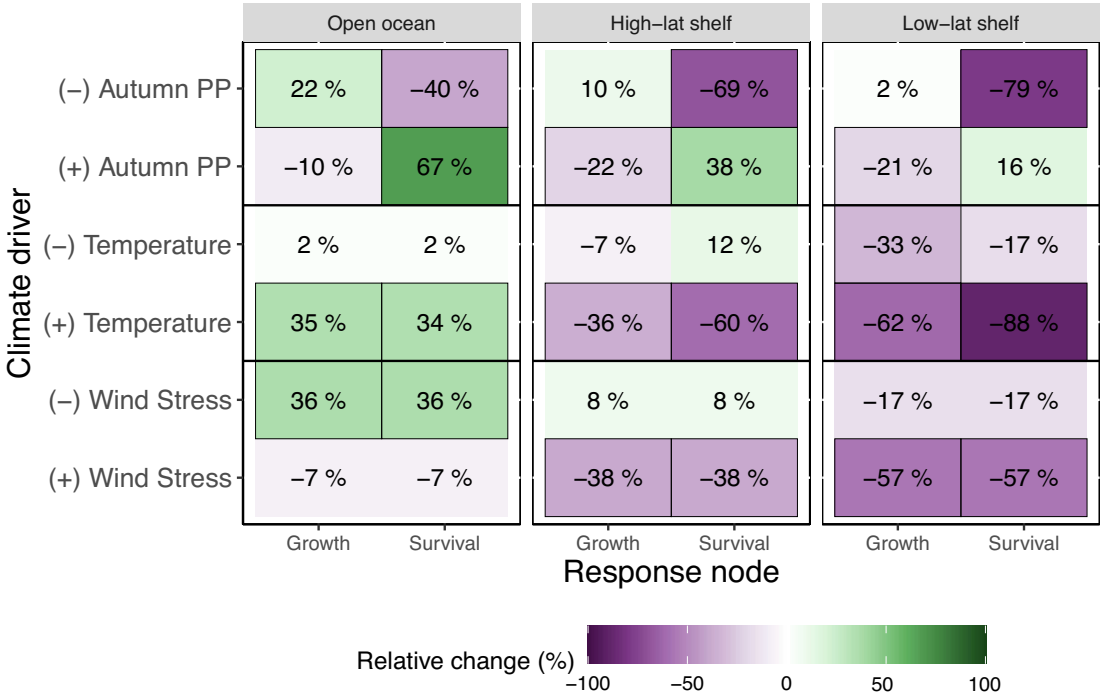 Open ocean High−lat shelf Low−lat shelf
(−) Autumn PP 22 % −40 % 10 % −69 % 2 % −79 %
(+) Autumn PP −10 % 67 % −22 % 38 % −21 % 16 %
(−) Temperature 2 % 2 % −7 % 12 % −33 % −17 %
(+) Temperature 35 % 34 % −36 % −60 % −62 % −88 %
(−) Wind Stress 36 % 36 % 8 % 8 % −17 % −17 %
(+) Wind Stress −7 % −7 % −38 % −38 % −57 % −57 %
Climate driver
Growth Survival Growth Survival Growth Survival
Response node
Relative change (%)
−100 −50 0 50 100